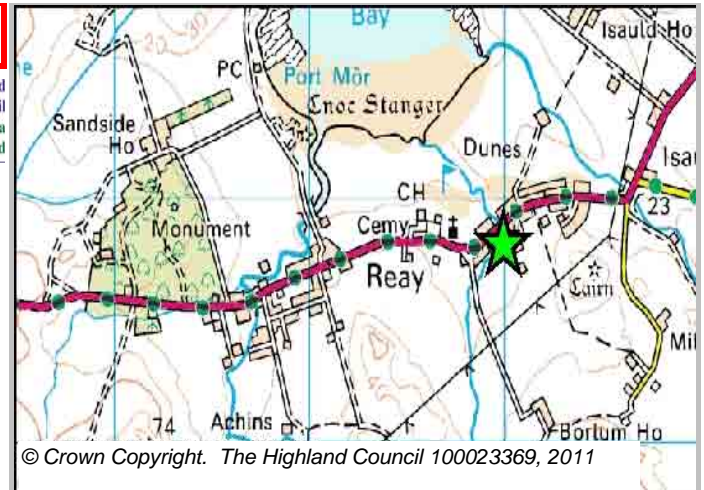 Bay
Isauld Ho
PC
Port Mòr
Cnoc Stanger
Sandside
Ho
Dunes
CH
23
Monument
Cemy
Reay
Cairn
74
Achins
Borlum Ho
© Crown Copyright. The Highland Council 100023369, 2011